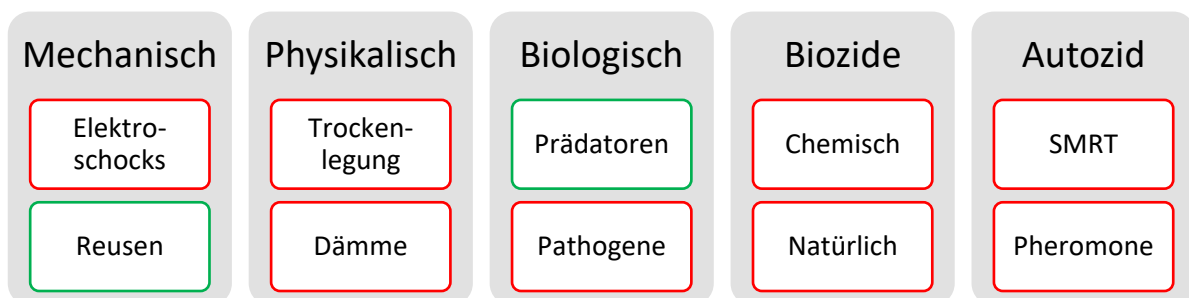 Mechanisch
Elektro-
schocks
Reusen
Physikalisch
Trocken-
legung
Dämme
Biologisch
Prädatoren
Pathogene
Biozide
Chemisch
Natürlich
Autozid
SMRT
Pheromone